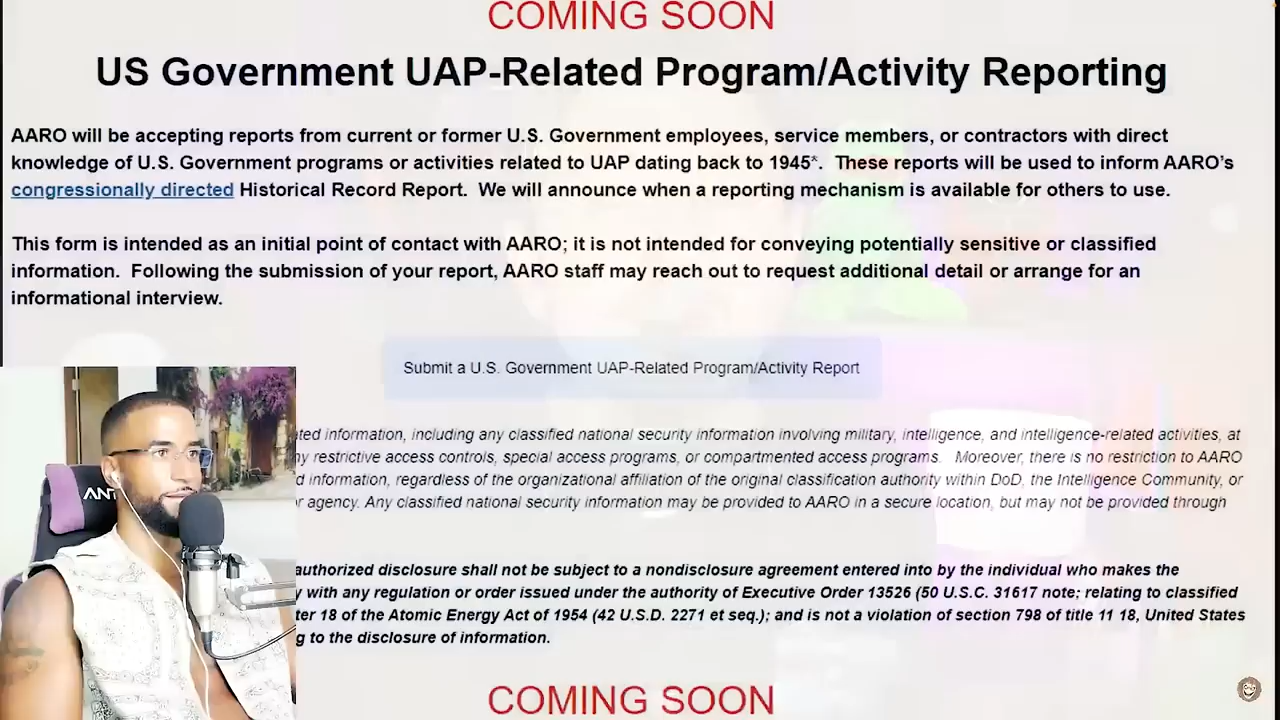 COMING SOON
US Government UAP-Related Program/Activity Reporting
AARO will be accepting reports from current or former U.S. Government employees, service members, or contractors with direct
knowledge of U.S. Government programs or activities related to UAP dating back to 1945*.  These reports will be used to inform AARO's
congressionally directed Historical Record Report.  We will announce when a reporting mechanism is available for others to use.
This form is intended as an initial point of contact with AARO; it is not intended for conveying potentially sensitive or classified
information.  Following the submission of your report, AARO staff may reach out to request additional detail or arrange for an
informational interview.
Submit a U.S. Government UAP-Related Program/Activity Report
information, including any classified national security information involving military, intelligence, and intelligence-related activities, at
restrictive access controls, special access programs, or compartmented access programs.  Moreover, there is no restriction to AARO
information, regardless of the organizational affiliation of the original classification authority within DoD, the Intelligence Community, or
agency. Any classified national security information may be provided to AARO in a secure location, but may not be provided through
authorized disclosure shall not be subject to a nondisclosure agreement entered into by the individual who makes the
with any regulation or order issued under the authority of Executive Order 13526 (50 U.S.C. 31617 note; relating to classified
18 of the Atomic Energy Act of 1954 (42 U.S.D. 2271 et seq.); and is not a violation of section 798 of title 11 18, United States
to the disclosure of information.
COMING SOON